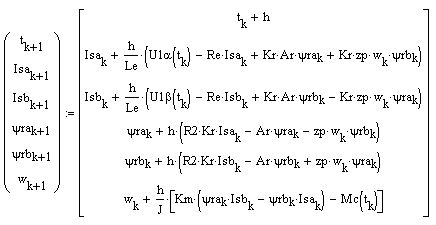 t_{k+1} := t_k + h
Isa_{k+1} := Isa_k + h/Le·(U1α(t_k) − Re·Isa_k + Kr·Ar·ψra_k + Kr·zp·w_k·ψrb_k)
Isb_{k+1} := Isb_k + h/Le·(U1β(t_k) − Re·Isb_k + Kr·Ar·ψrb_k − Kr·zp·w_k·ψra_k)
ψra_{k+1} := ψra_k + h·(R2·Kr·Isa_k − Ar·ψra_k − zp·w_k·ψrb_k)
ψrb_{k+1} := ψrb_k + h·(R2·Kr·Isb_k − Ar·ψrb_k + zp·w_k·ψra_k)
w_{k+1} := w_k + h/J·[Km·(ψra_k·Isb_k − ψrb_k·Isa_k) − Mc(t_k)]